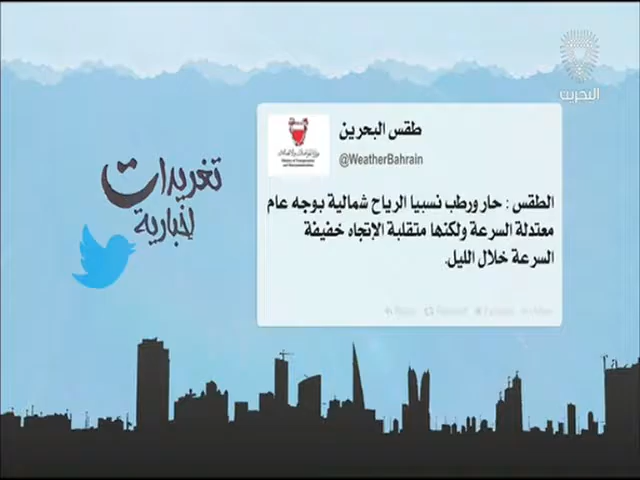 البحرين
طقس البحرين
@WeatherBahrain
تغريدات
إخبارية
الطقس : حار ورطب نسبيا الرياح شمالية بوجه عام
معتدلة السرعة ولكنها متقلبة الإتجاه خفيفة
السرعة خلال الليل.